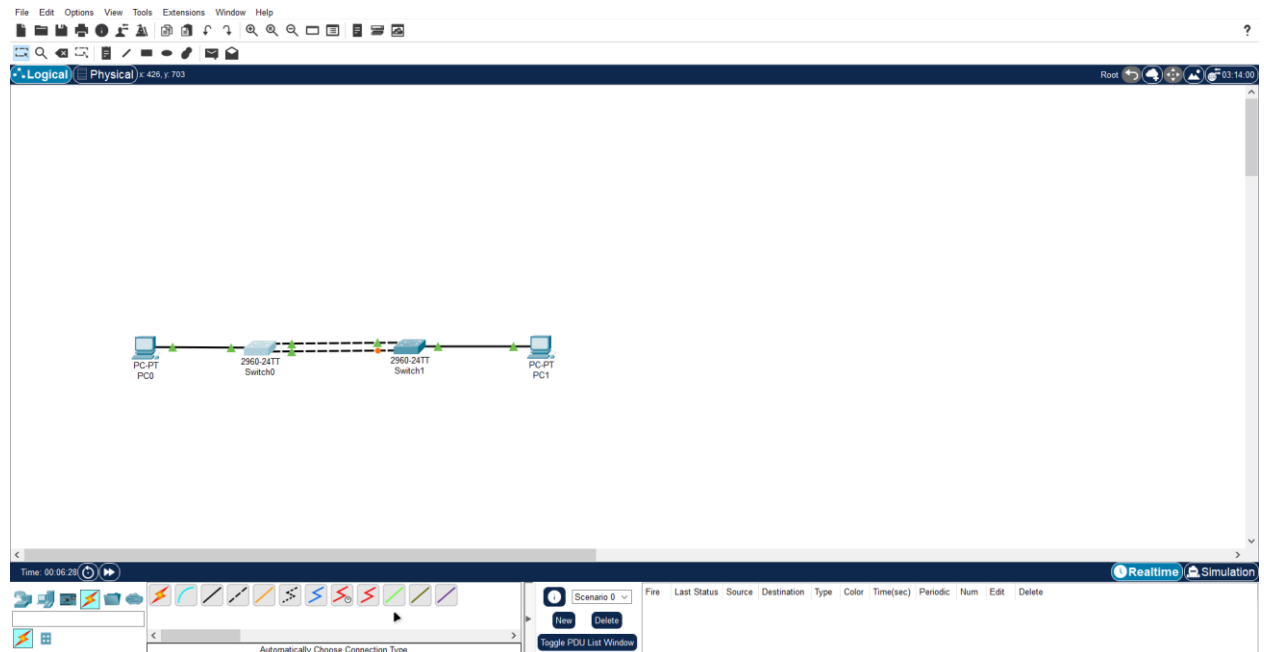 File Edit Options View Tools Extensions Window Help
?
Logical Physical x: 426, y: 703 Root 03:14:00
PC-PT
PC0
2960-24TT
Switch0
2960-24TT
Switch1
PC-PT
PC1
Time: 00:06:28 Realtime Simulation
Scenario 0 Fire Last Status Source Destination Type Color Time(sec) Periodic Num Edit Delete
New Delete
Toggle PDU List Window
Automatically Choose Connection Type